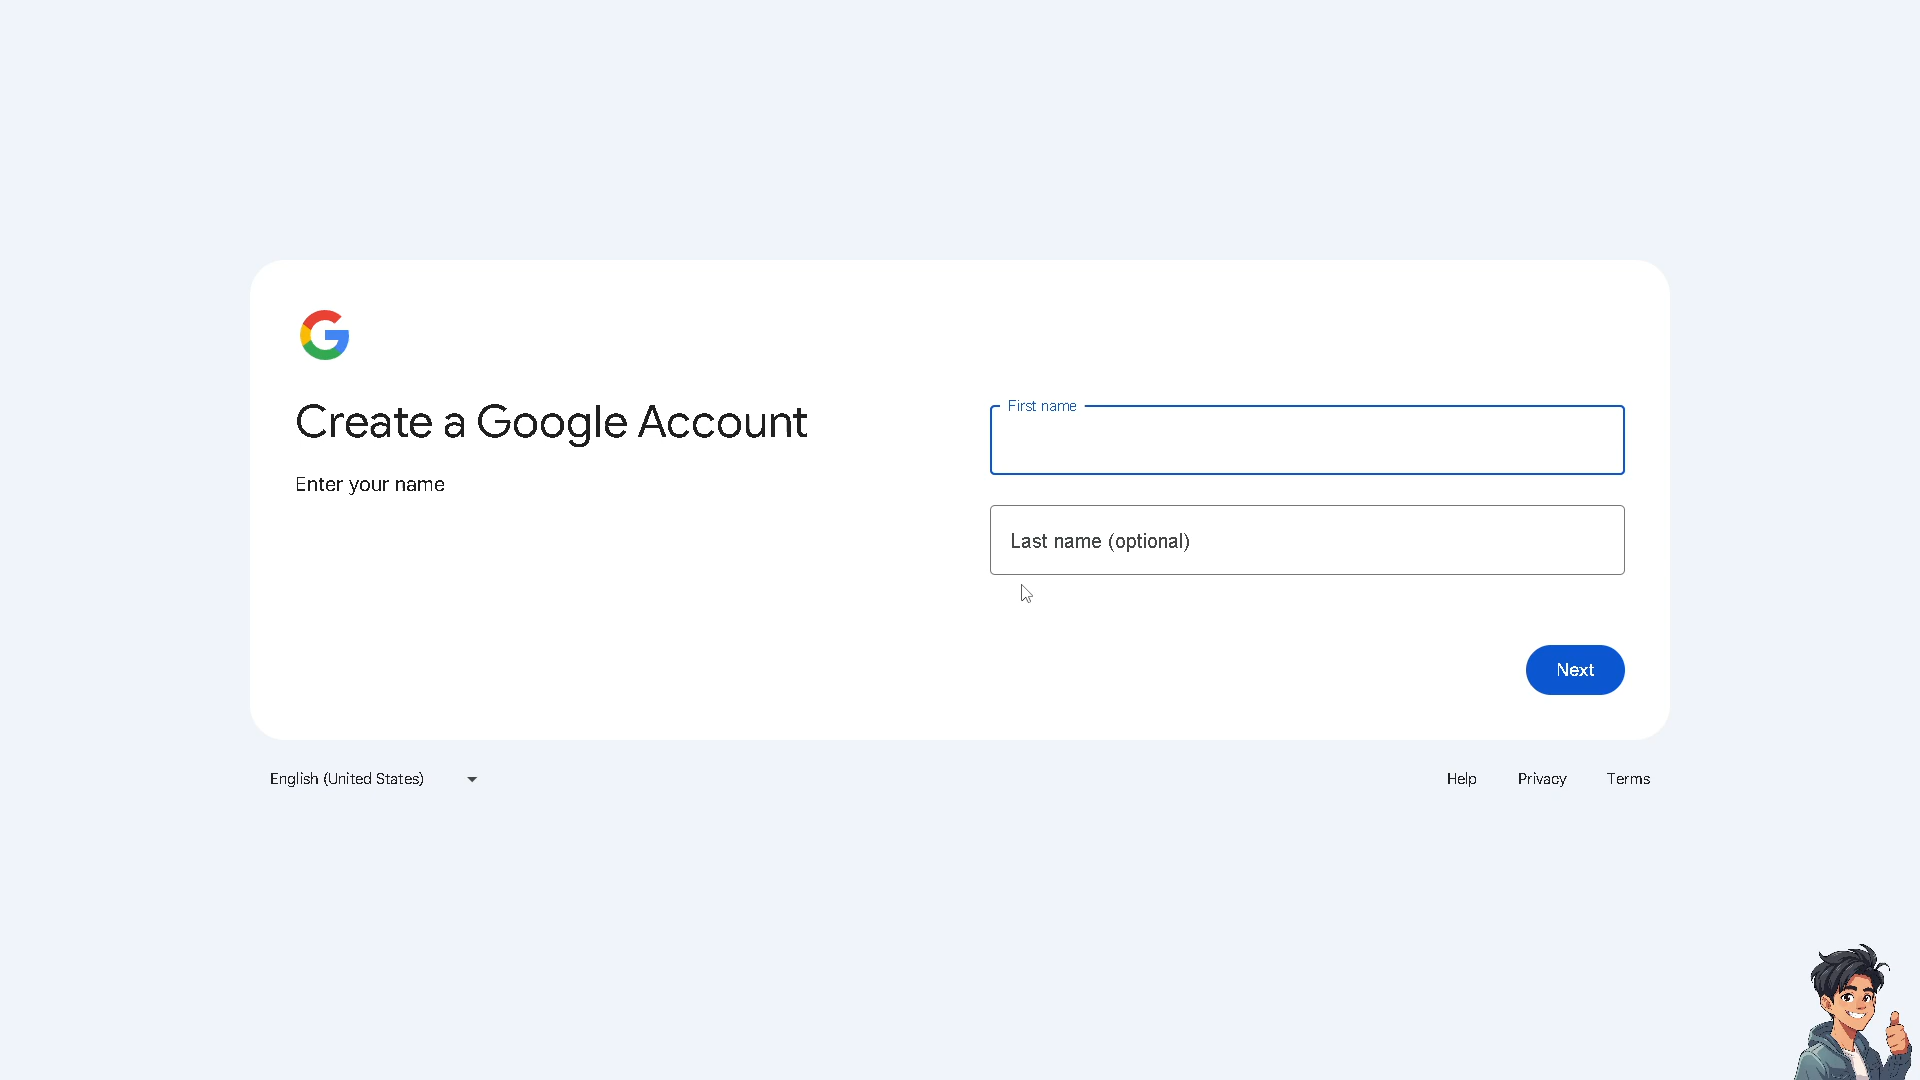 Create a Google Account
Enter your name
First name
Last name (optional)
Next
English (United States)
Help
Privacy
Terms